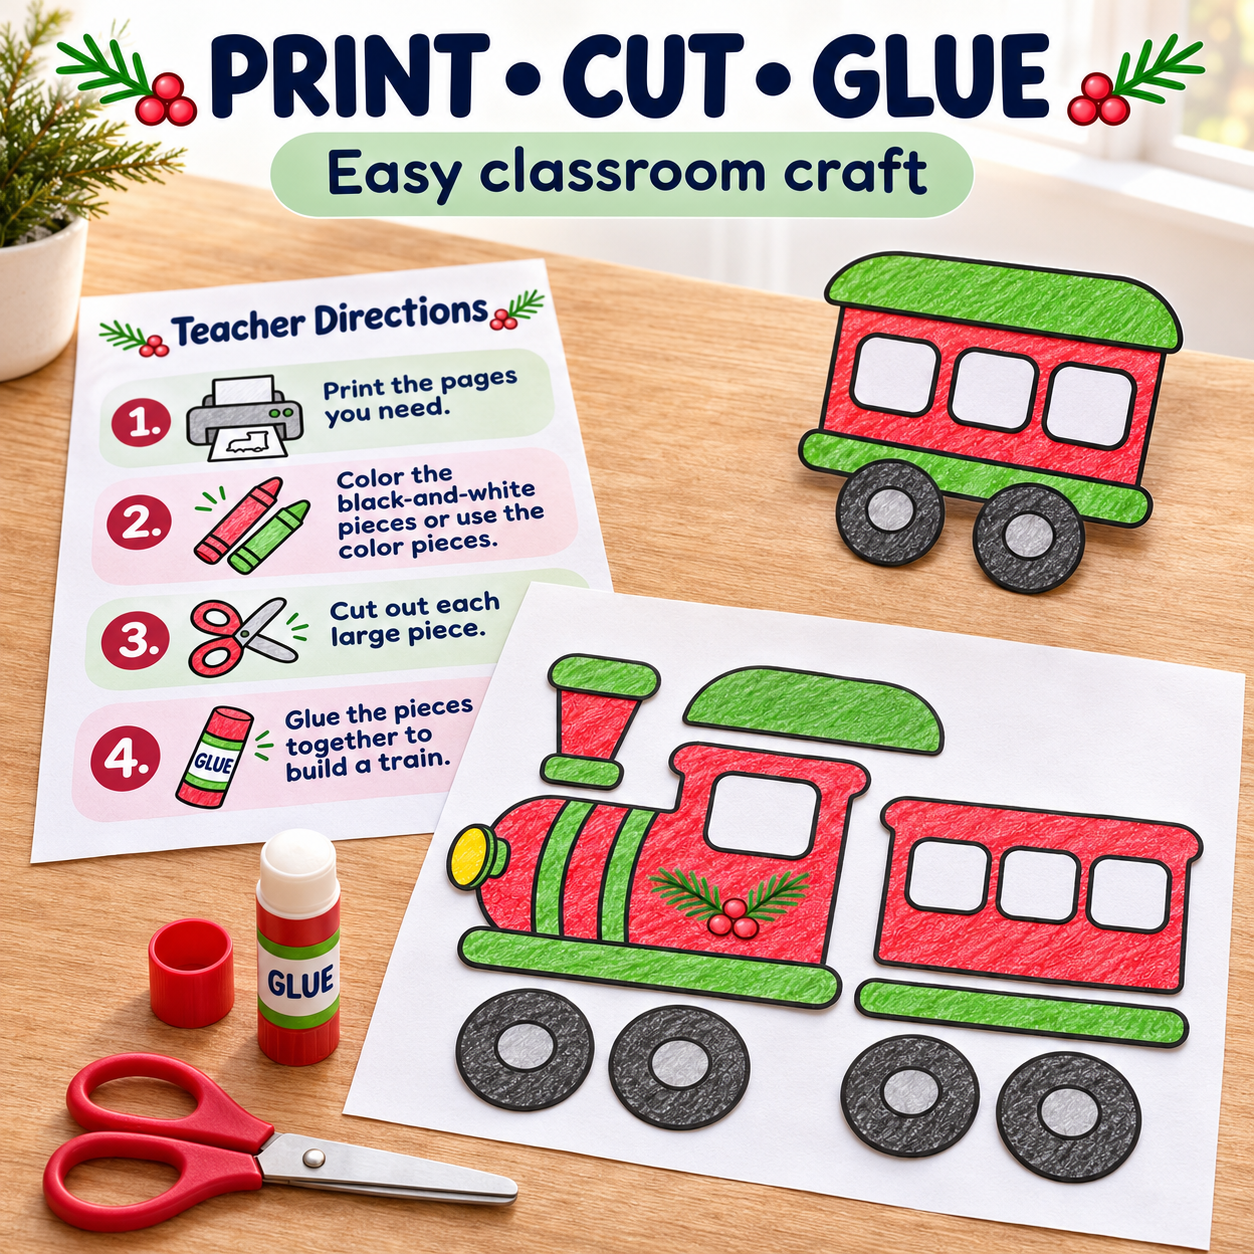 PRINT • CUT • GLUE
Easy classroom craft
Teacher Directions
1.
Print the pages
you need.
2.
Color the
black-and-white
pieces or use the
color pieces.
3.
Cut out each
large piece.
4.
GLUE
Glue the pieces
together to
build a train.
GLUE